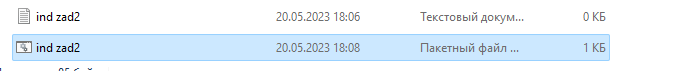 ind zad2 20.05.2023 18:06 Текстовый докум... 0 КБ
ind zad2 20.05.2023 18:08 Пакетный файл ... 1 КБ